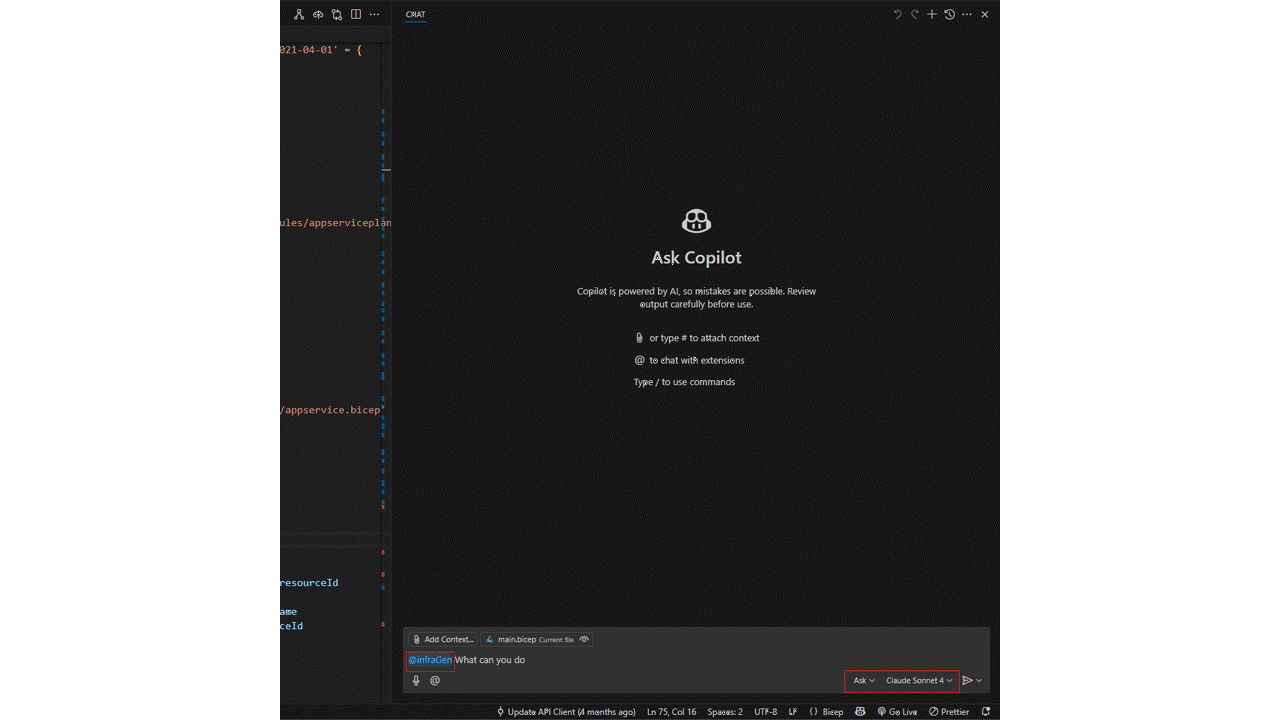 CHAT
021-04-01' = {
ules/appserviceplan
/appservice.bicep'
resourceId
ame
ceId
Ask Copilot
Copilot is powered by AI, so mistakes are possible. Review
output carefully before use.
or type # to attach context
@ to chat with extensions
Type / to use commands
Add Context...
main.bicep Current file
@infraGen What can you do
@
Ask
Claude Sonnet 4
Update API Client (4 months ago) Ln 75, Col 16 Spaces: 2 UTF-8 LF {} Bicep Go Live Prettier